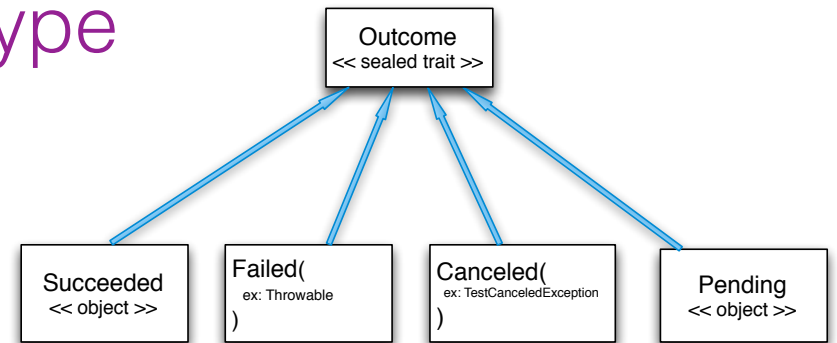 ype
Outcome
<< sealed trait >>
Succeeded
<< object >>
Failed(
ex: Throwable
)
Canceled(
ex: TestCanceledException
)
Pending
<< object >>